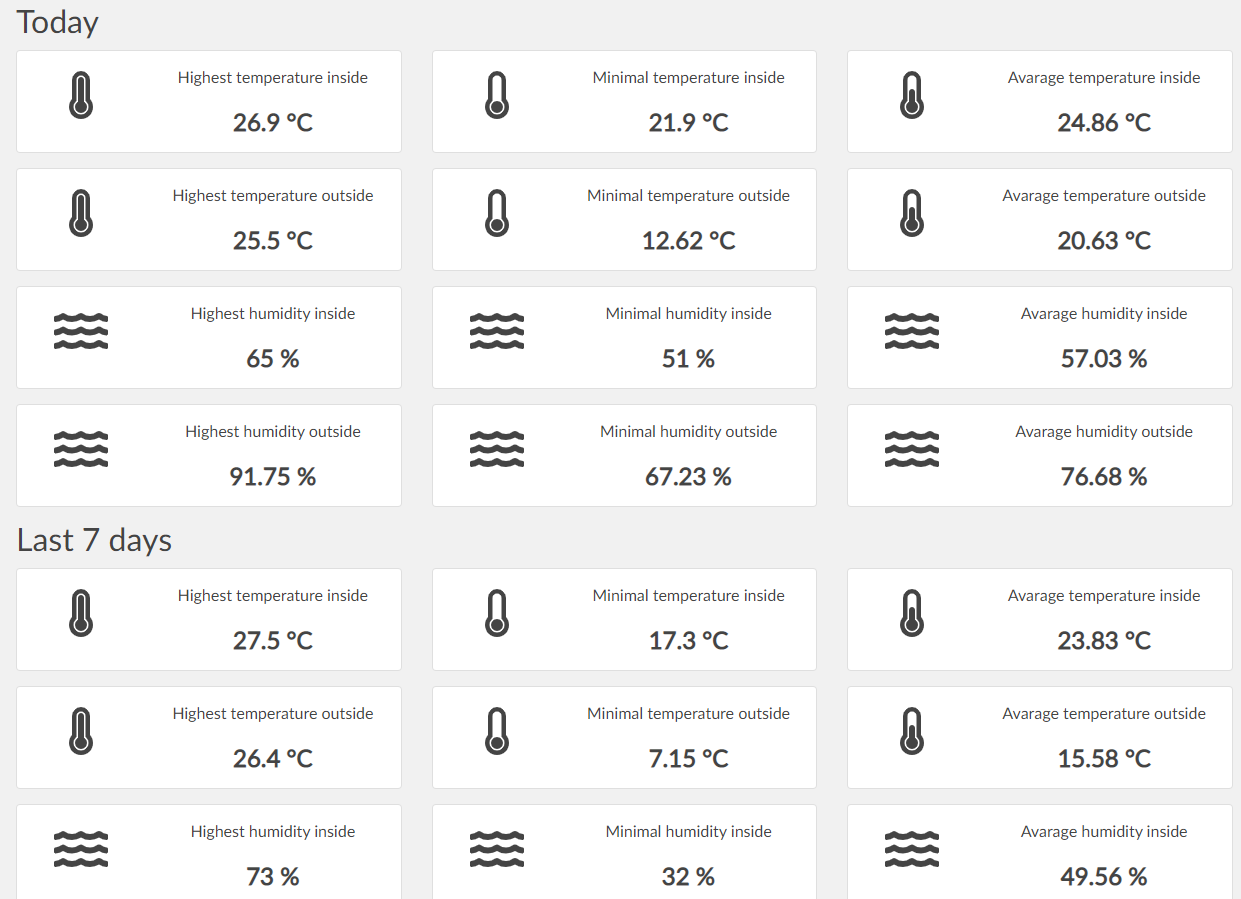 Today
Highest temperature inside
26.9 °C
Minimal temperature inside
21.9 °C
Avarage temperature inside
24.86 °C
Highest temperature outside
25.5 °C
Minimal temperature outside
12.62 °C
Avarage temperature outside
20.63 °C
Highest humidity inside
65 %
Minimal humidity inside
51 %
Avarage humidity inside
57.03 %
Highest humidity outside
91.75 %
Minimal humidity outside
67.23 %
Avarage humidity outside
76.68 %
Last 7 days
Highest temperature inside
27.5 °C
Minimal temperature inside
17.3 °C
Avarage temperature inside
23.83 °C
Highest temperature outside
26.4 °C
Minimal temperature outside
7.15 °C
Avarage temperature outside
15.58 °C
Highest humidity inside
73 %
Minimal humidity inside
32 %
Avarage humidity inside
49.56 %